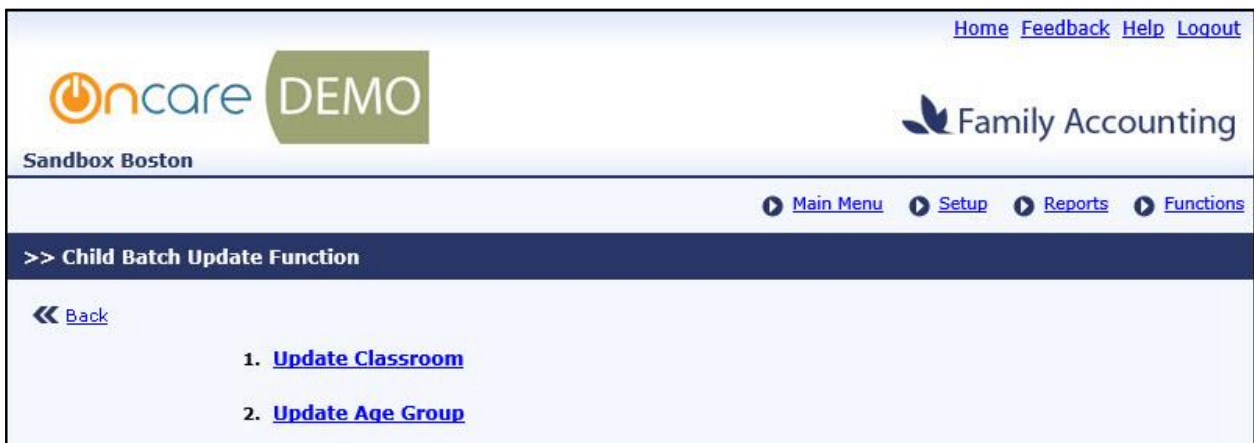 Home Feedback Help Logout
Oncare DEMO
Family Accounting
Sandbox Boston
Main Menu Setup Reports Functions
>> Child Batch Update Function
Back
1. Update Classroom
2. Update Age Group